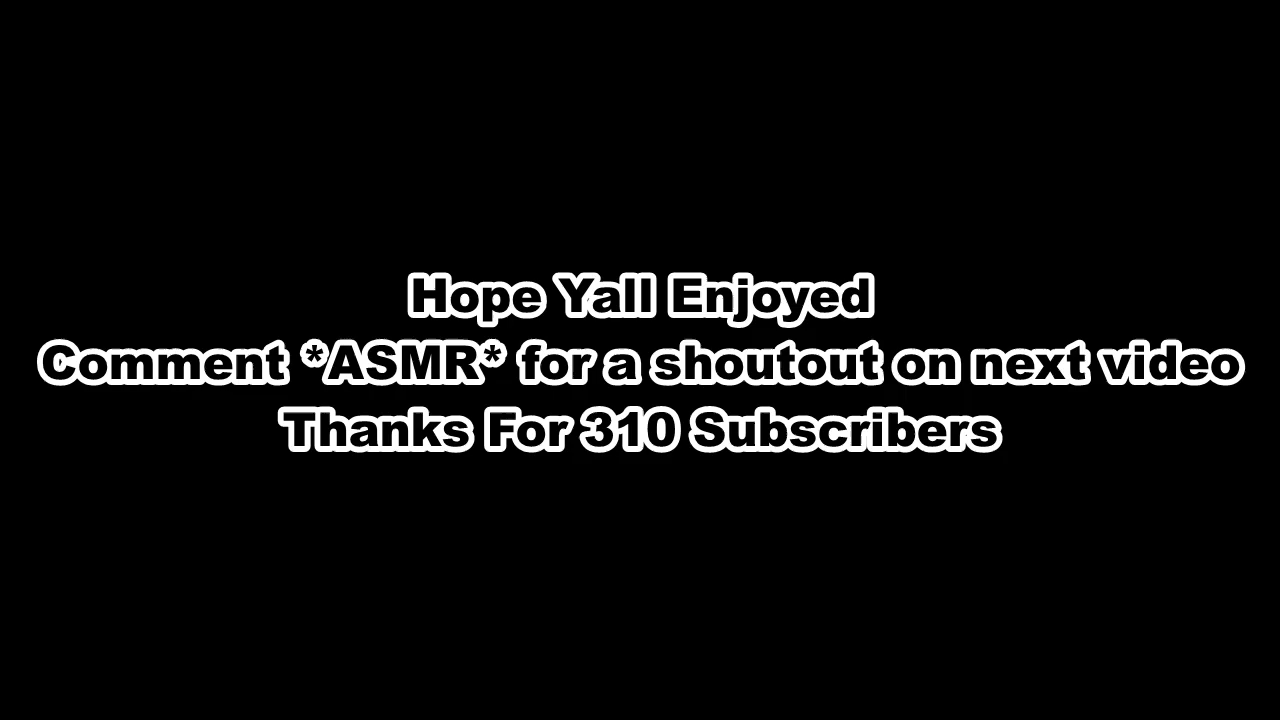 Hope Yall Enjoyed
Comment *ASMR* for a shoutout on next video
Thanks For 310 Subscribers